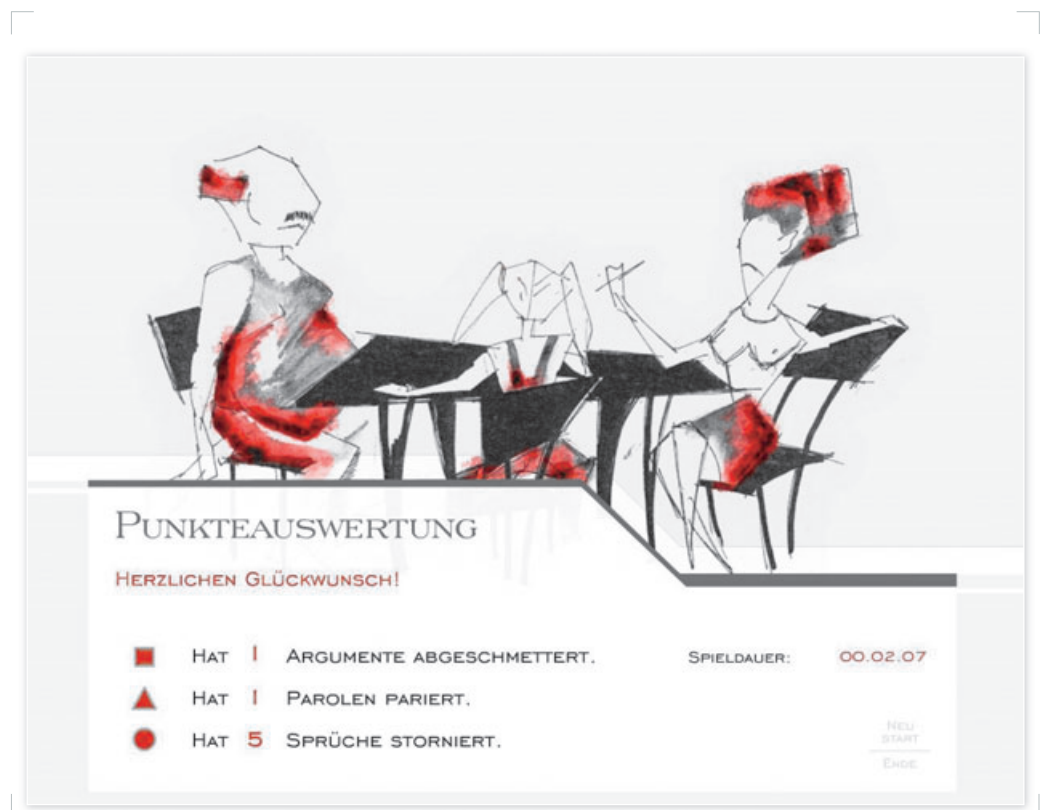 PUNKTEAUSWERTUNG
HERZLICHEN GLÜCKWUNSCH!
HAT 1 ARGUMENTE ABGESCHMETTERT.
SPIELDAUER: 00.02.07
HAT 1 PAROLEN PARIERT.
HAT 5 SPRÜCHE STORNIERT.
NEU
START
ENDE